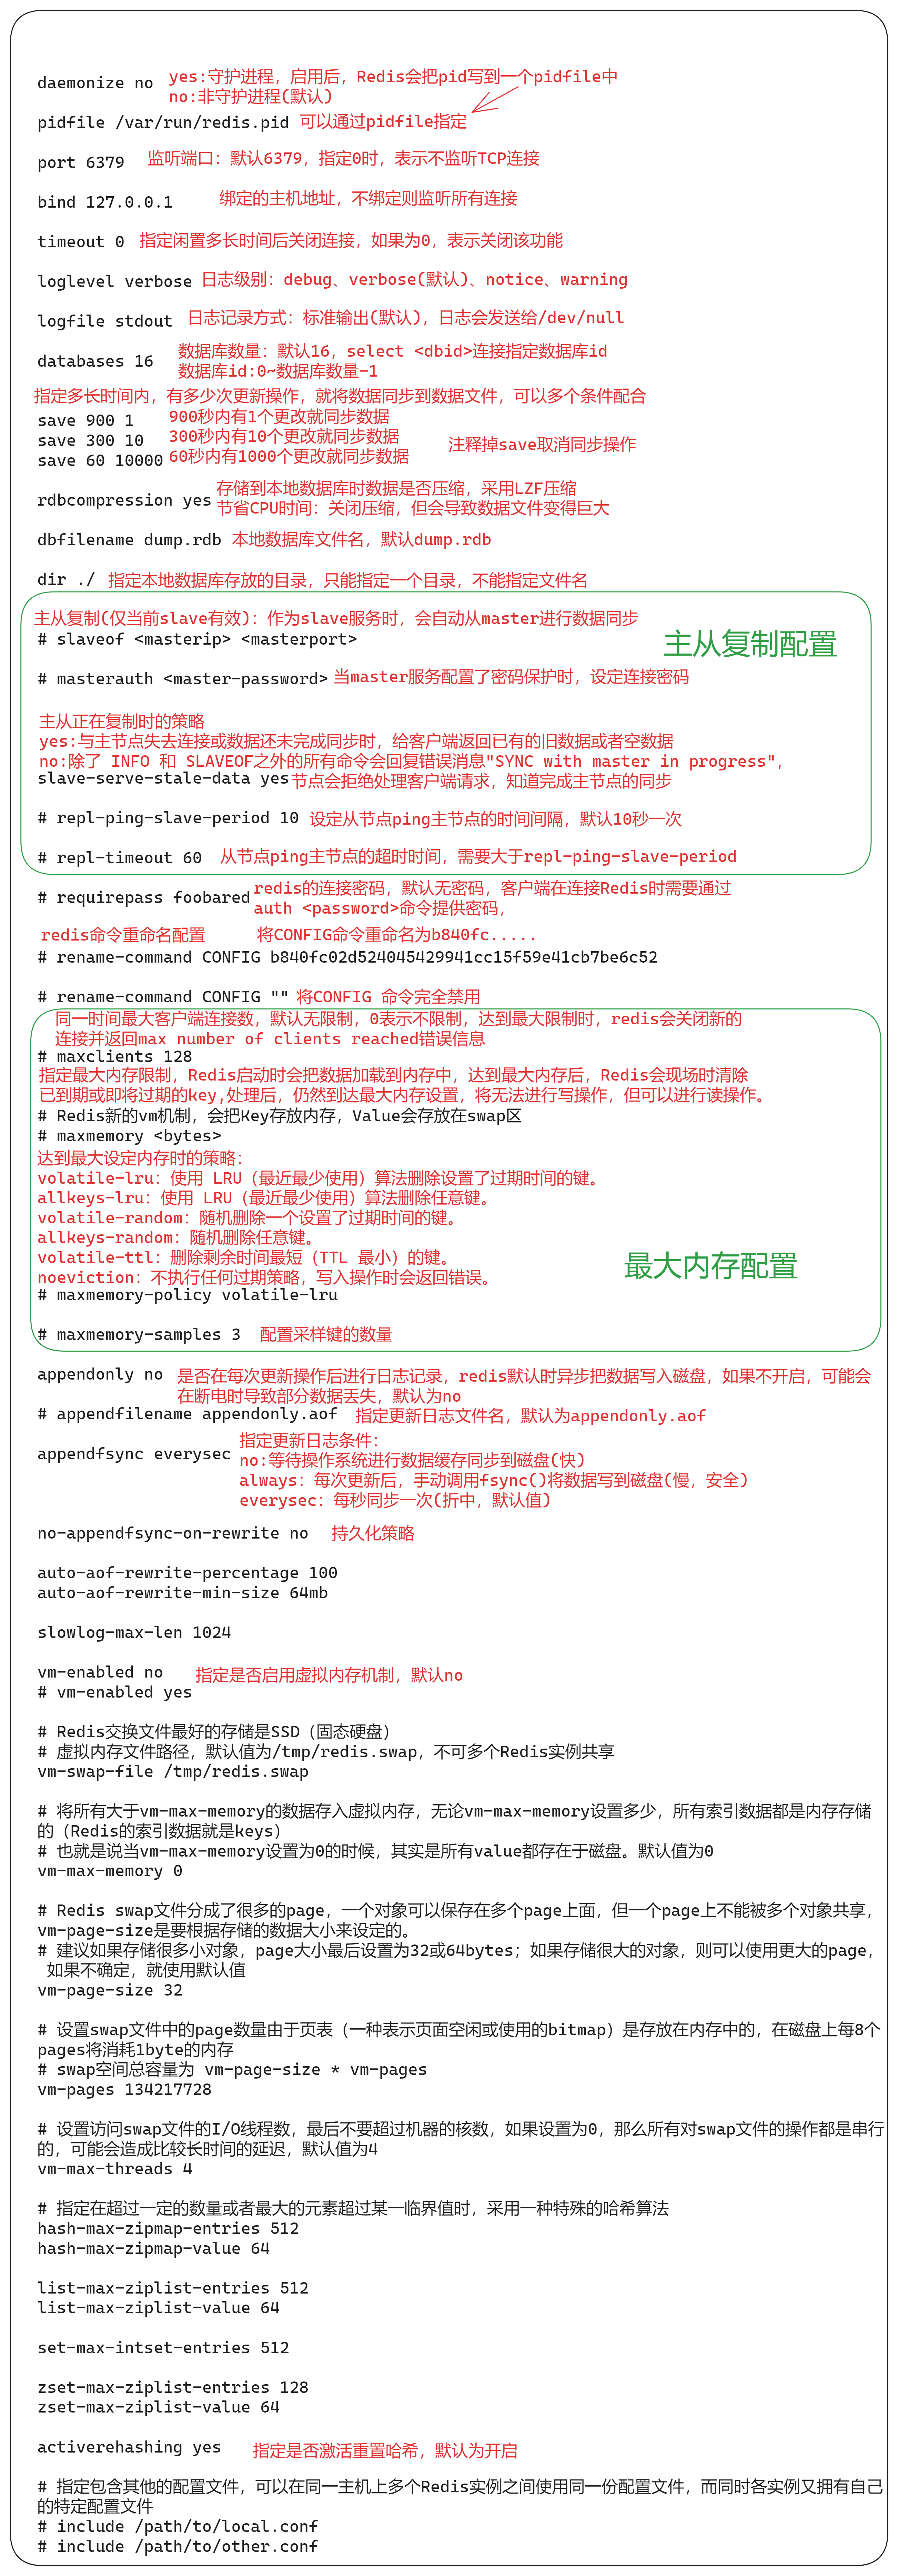 daemonize no
yes:守护进程，启用后，Redis会把pid写到一个pidfile中
no:非守护进程(默认)
pidfile /var/run/redis.pid 可以通过pidfile指定
port 6379 监听端口：默认6379，指定0时，表示不监听TCP连接
bind 127.0.0.1 绑定的主机地址，不绑定则监听所有连接
timeout 0 指定闲置多长时间后关闭连接，如果为0，表示关闭该功能
loglevel verbose 日志级别：debug、verbose(默认)、notice、warning
logfile stdout 日志记录方式：标准输出(默认)，日志会发送给/dev/null
databases 16 数据库数量：默认16，select <dbid>连接指定数据库id
数据库id:0~数据库数量-1
指定多长时间内，有多少次更新操作，就将数据同步到数据文件，可以多个条件配合
save 900 1 900秒内有1个更改就同步数据
save 300 10 300秒内有10个更改就同步数据
注释掉save取消同步操作
save 60 10000 60秒内有1000个更改就同步数据
rdbcompression yes 存储到本地数据库时数据是否压缩，采用LZF压缩
节省CPU时间：关闭压缩，但会导致数据文件变得巨大
dbfilename dump.rdb 本地数据库文件名，默认dump.rdb
dir ./ 指定本地数据库存放的目录，只能指定一个目录，不能指定文件名
主从复制(仅当前slave有效)：作为slave服务时，会自动从master进行数据同步
# slaveof <masterip> <masterport>
主从复制配置
# masterauth <master-password> 当master服务配置了密码保护时，设定连接密码
主从正在复制时的策略
yes:与主节点失去连接或数据还未完成同步时，给客户端返回已有的旧数据或者空数据
no:除了 INFO 和 SLAVEOF之外的所有命令会回复错误消息"SYNC with master in progress"，
slave-serve-stale-data yes 节点会拒绝处理客户端请求，知道完成主节点的同步
# repl-ping-slave-period 10 设定从节点ping主节点的时间间隔，默认10秒一次
# repl-timeout 60 从节点ping主节点的超时时间，需要大于repl-ping-slave-period
# requirepass foobared redis的连接密码，默认无密码，客户端在连接Redis时需要通过
auth <password>命令提供密码，
redis命令重命名配置 将CONFIG命令重命名为b840fc.....
# rename-command CONFIG b840fc02d524045429941cc15f59e41cb7be6c52
# rename-command CONFIG "" 将CONFIG 命令完全禁用
同一时间最大客户端连接数，默认无限制，0表示不限制，达到最大限制时，redis会关闭新的
连接并返回max number of clients reached错误信息
# maxclients 128
指定最大内存限制，Redis启动时会把数据加载到内存中，达到最大内存后，Redis会现场时清除
已到期或即将过期的key,处理后，仍然到达最大内存设置，将无法进行写操作，但可以进行读操作。
# Redis新的vm机制，会把Key存放内存，Value会存放在swap区
# maxmemory <bytes>
达到最大设定内存时的策略：
volatile-lru：使用 LRU（最近最少使用）算法删除设置了过期时间的键。
allkeys-lru：使用 LRU（最近最少使用）算法删除任意键。
volatile-random：随机删除一个设置了过期时间的键。
allkeys-random：随机删除任意键。
volatile-ttl：删除剩余时间最短（TTL 最小）的键。
最大内存配置
noeviction：不执行任何过期策略，写入操作时会返回错误。
# maxmemory-policy volatile-lru
# maxmemory-samples 3 配置采样键的数量
appendonly no 是否在每次更新操作后进行日志记录，redis默认时异步把数据写入磁盘，如果不开启，可能会
在断电时导致部分数据丢失，默认为no
# appendfilename appendonly.aof 指定更新日志文件名，默认为appendonly.aof
指定更新日志条件：
appendfsync everysec no:等待操作系统进行数据缓存同步到磁盘(快)
always：每次更新后，手动调用fsync()将数据写到磁盘(慢，安全)
everysec：每秒同步一次(折中，默认值)
no-appendfsync-on-rewrite no 持久化策略
auto-aof-rewrite-percentage 100
auto-aof-rewrite-min-size 64mb
slowlog-max-len 1024
vm-enabled no 指定是否启用虚拟内存机制，默认no
# vm-enabled yes
# Redis交换文件最好的存储是SSD（固态硬盘）
# 虚拟内存文件路径，默认值为/tmp/redis.swap，不可多个Redis实例共享
vm-swap-file /tmp/redis.swap
# 将所有大于vm-max-memory的数据存入虚拟内存，无论vm-max-memory设置多少，所有索引数据都是内存存储
的（Redis的索引数据就是keys）
# 也就是说当vm-max-memory设置为0的时候，其实是所有value都存在于磁盘。默认值为0
vm-max-memory 0
# Redis swap文件分成了很多的page，一个对象可以保存在多个page上面，但一个page上不能被多个对象共享，
vm-page-size是要根据存储的数据大小来设定的。
# 建议如果存储很多小对象，page大小最后设置为32或64bytes；如果存储很大的对象，则可以使用更大的page，
如果不确定，就使用默认值
vm-page-size 32
# 设置swap文件中的page数量由于页表（一种表示页面空闲或使用的bitmap）是存放在内存中的，在磁盘上每8个
pages将消耗1byte的内存
# swap空间总容量为 vm-page-size * vm-pages
vm-pages 134217728
# 设置访问swap文件的I/O线程数，最后不要超过机器的核数，如果设置为0，那么所有对swap文件的操作都是串行
的，可能会造成比较长时间的延迟，默认值为4
vm-max-threads 4
# 指定在超过一定的数量或者最大的元素超过某一临界值时，采用一种特殊的哈希算法
hash-max-zipmap-entries 512
hash-max-zipmap-value 64
list-max-ziplist-entries 512
list-max-ziplist-value 64
set-max-intset-entries 512
zset-max-ziplist-entries 128
zset-max-ziplist-value 64
activerehashing yes 指定是否激活重置哈希，默认为开启
# 指定包含其他的配置文件，可以在同一主机上多个Redis实例之间使用同一份配置文件，而同时各实例又拥有自己
的特定配置文件
# include /path/to/local.conf
# include /path/to/other.conf